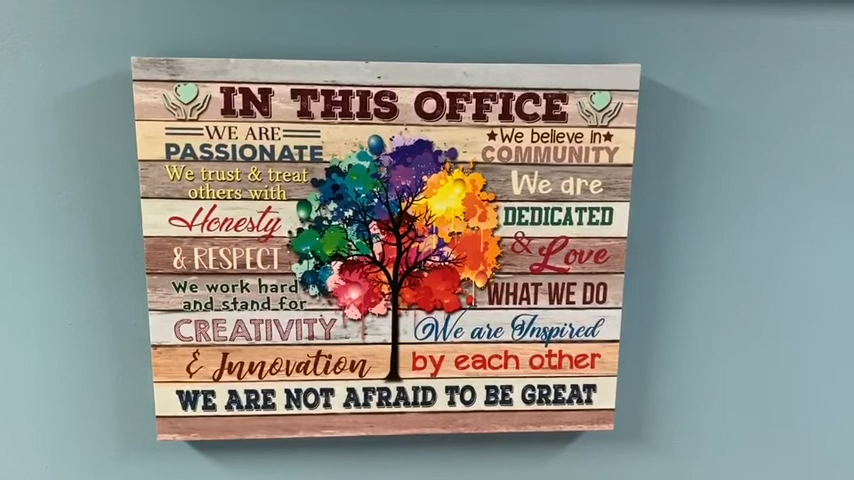 IN THIS OFFICE
WE ARE
PASSIONATE
We trust & treat
others with
Honesty
& RESPECT
We work hard
and stand for
CREATIVITY
& Innovation
We believe in
COMMUNITY
We are
DEDICATED
& Love
WHAT WE DO
We are Inspired
by each other
WE ARE NOT AFRAID TO BE GREAT